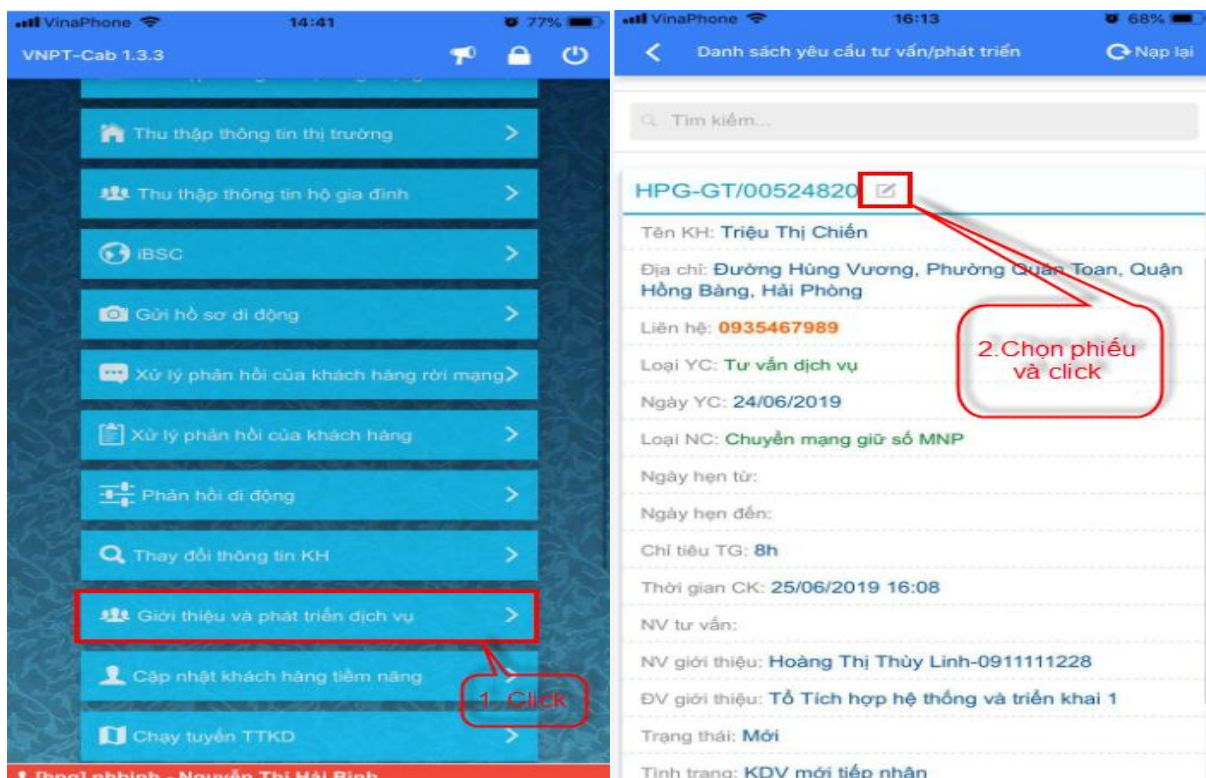 VinaPhone 14:41 77%
VNPT-Cab 1.3.3
Thu thập thông tin thị trường
Thu thập thông tin hộ gia đình
iBSC
Gửi hồ sơ di động
Xử lý phản hồi của khách hàng rời mạng
Xử lý phản hồi của khách hàng
Phản hồi di động
Thay đổi thông tin KH
Giới thiệu và phát triển dịch vụ
Cập nhật khách hàng tiềm năng
1. Click
Chạy tuyến TTKD
[hpg] nhbinh - Nguyễn Thị Hải Bình
VinaPhone 16:13 68%
Danh sách yêu cầu tư vấn/phát triển Nạp lại
Tìm kiếm...
HPG-GT/00524820
Tên KH: Triệu Thị Chiến
Địa chỉ: Đường Hùng Vương, Phường Quán Toan, Quận
Hồng Bàng, Hải Phòng
Liên hệ: 0935467989
2.Chọn phiếu
và click
Loại YC: Tư vấn dịch vụ
Ngày YC: 24/06/2019
Loại NC: Chuyển mạng giữ số MNP
Ngày hẹn từ:
Ngày hẹn đến:
Chỉ tiêu TG: 8h
Thời gian CK: 25/06/2019 16:08
NV tư vấn:
NV giới thiệu: Hoàng Thị Thùy Linh-0911111228
ĐV giới thiệu: Tổ Tích hợp hệ thống và triển khai 1
Trạng thái: Mới
Tình trạng: KDV mới tiếp nhận